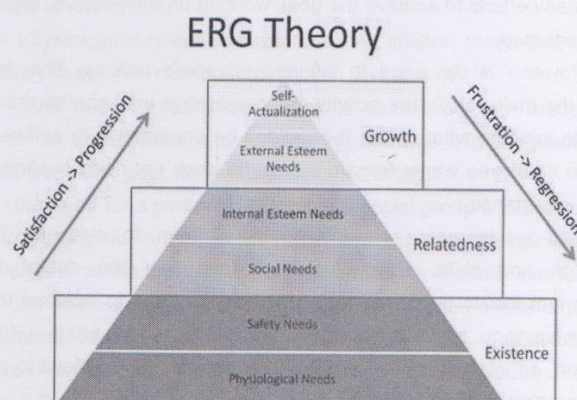 ERG Theory
Satisfaction -> Progression
Frustration -> Regression
Self-
Actualization
Growth
External Esteem
Needs
Internal Esteem Needs
Relatedness
Social Needs
Safety Needs
Existence
Physiological Needs